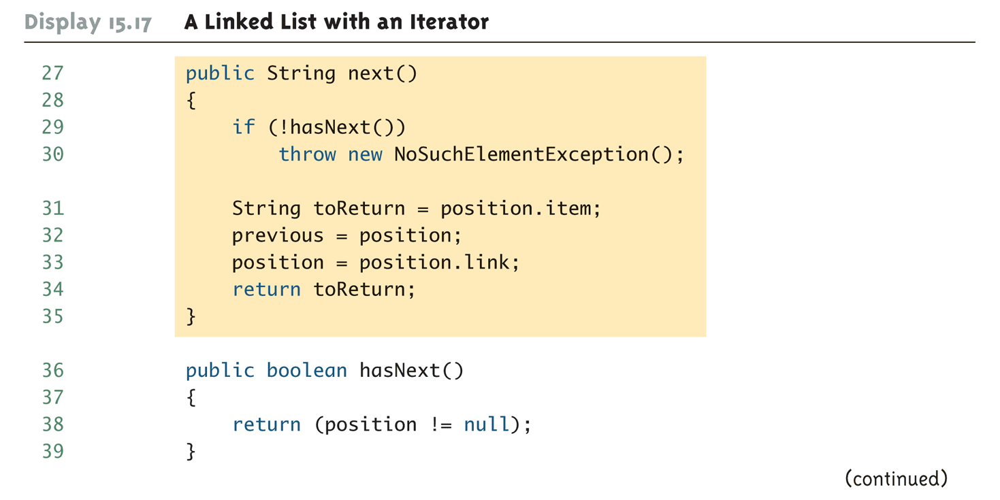 Display 15.17 A Linked List with an Iterator
27 public String next()
28 {
29 if (!hasNext())
30 throw new NoSuchElementException();
31 String toReturn = position.item;
32 previous = position;
33 position = position.link;
34 return toReturn;
35 }
36 public boolean hasNext()
37 {
38 return (position != null);
39 }
(continued)